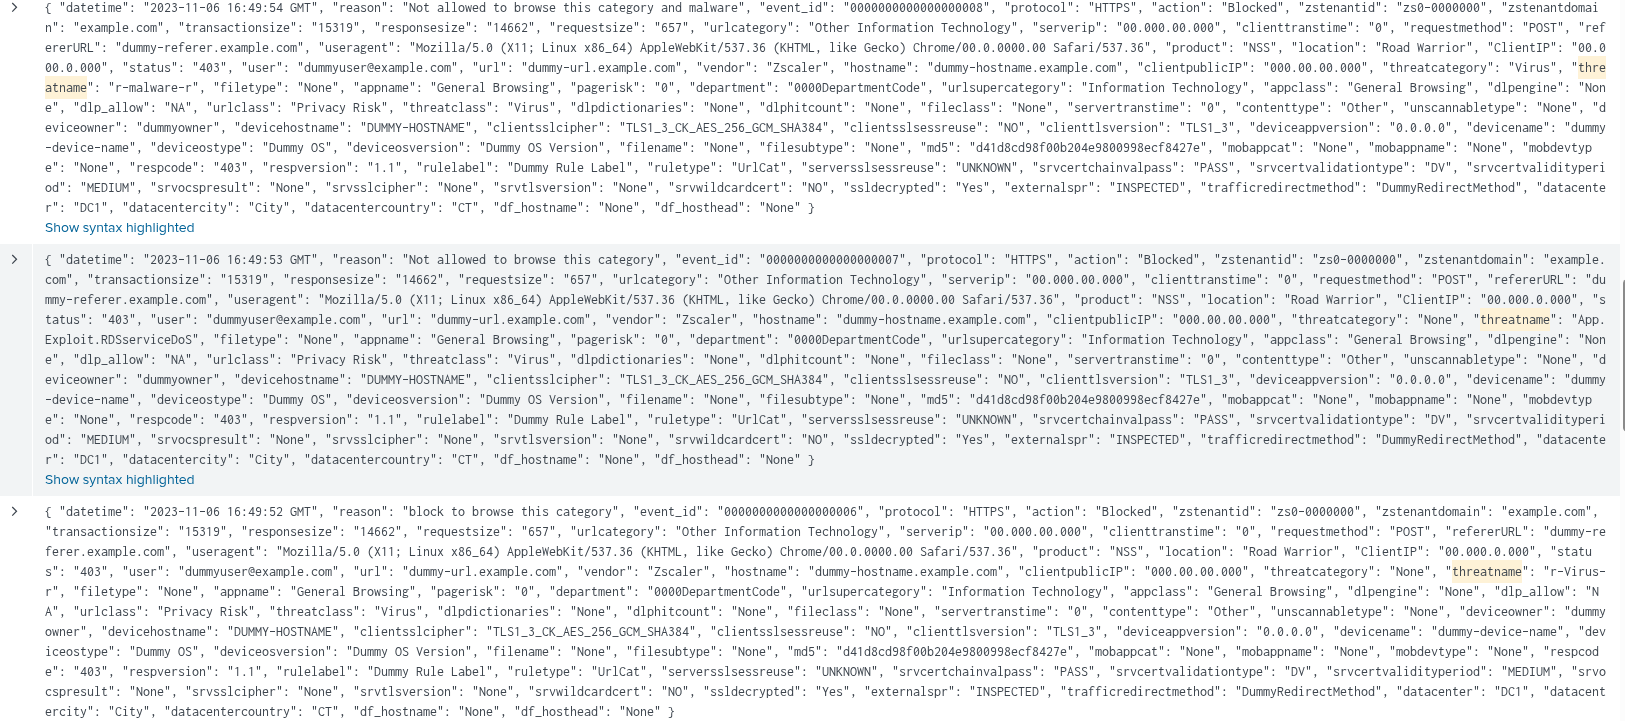 { "datetime": "2023-11-06 16:49:54 GMT", "reason": "Not allowed to browse this category and malware", "event_id": "0000000000000000008", "protocol": "HTTPS", "action": "Blocked", "zstenantid": "zs0-0000000", "zstenantdomai
n": "example.com", "transactionsize": "15319", "responsesize": "14662", "requestsize": "657", "urlcategory": "Other Information Technology", "serverip": "00.000.00.000", "clienttranstime": "0", "requestmethod": "POST", "ref
ererURL": "dummy-referer.example.com", "useragent": "Mozilla/5.0 (X11; Linux x86_64) AppleWebKit/537.36 (KHTML, like Gecko) Chrome/00.0.0000.00 Safari/537.36", "product": "NSS", "location": "Road Warrior", "ClientIP": "00.0
00.0.000", "status": "403", "user": "dummyuser@example.com", "url": "dummy-url.example.com", "vendor": "Zscaler", "hostname": "dummy-hostname.example.com", "clientpublicIP": "000.00.00.000", "threatcategory": "Virus", "thre
atname": "r-malware-r", "filetype": "None", "appname": "General Browsing", "pagerisk": "0", "department": "0000DepartmentCode", "urlsupercategory": "Information Technology", "appclass": "General Browsing", "dlpengine": "Non
e", "dlp_allow": "NA", "urlclass": "Privacy Risk", "threatclass": "Virus", "dlpdictionaries": "None", "dlphitcount": "None", "fileclass": "None", "servertranstime": "0", "contenttype": "Other", "unscannabletype": "None", "d
eviceowner": "dummyowner", "devicehostname": "DUMMY-HOSTNAME", "clientsslcipher": "TLS1_3_CK_AES_256_GCM_SHA384", "clientsslsessreuse": "NO", "clienttlsversion": "TLS1_3", "deviceappversion": "0.0.0.0", "devicename": "dummy
-device-name", "deviceostype": "Dummy OS", "deviceosversion": "Dummy OS Version", "filename": "None", "filesubtype": "None", "md5": "d41d8cd98f00b204e9800998ecf8427e", "mobappcat": "None", "mobappname": "None", "mobdevtyp
e": "None", "respcode": "403", "respversion": "1.1", "rulelabel": "Dummy Rule Label", "ruletype": "UrlCat", "serversslsessreuse": "UNKNOWN", "srvcertchainvalpass": "PASS", "srvcertvalidationtype": "DV", "srvcertvalidityperi
od": "MEDIUM", "srvocspresult": "None", "srvsslcipher": "None", "srvtlsversion": "None", "srvwildcardcert": "NO", "ssldecrypted": "Yes", "externalspr": "INSPECTED", "trafficredirectmethod": "DummyRedirectMethod", "datacente
r": "DC1", "datacentercity": "City", "datacentercountry": "CT", "df_hostname": "None", "df_hosthead": "None" }
Show syntax highlighted
{ "datetime": "2023-11-06 16:49:53 GMT", "reason": "Not allowed to browse this category", "event_id": "0000000000000000007", "protocol": "HTTPS", "action": "Blocked", "zstenantid": "zs0-0000000", "zstenantdomain": "example.
com", "transactionsize": "15319", "responsesize": "14662", "requestsize": "657", "urlcategory": "Other Information Technology", "serverip": "00.000.00.000", "clienttranstime": "0", "requestmethod": "POST", "refererURL": "du
mmy-referer.example.com", "useragent": "Mozilla/5.0 (X11; Linux x86_64) AppleWebKit/537.36 (KHTML, like Gecko) Chrome/00.0.0000.00 Safari/537.36", "product": "NSS", "location": "Road Warrior", "ClientIP": "00.000.0.000", "s
tatus": "403", "user": "dummyuser@example.com", "url": "dummy-url.example.com", "vendor": "Zscaler", "hostname": "dummy-hostname.example.com", "clientpublicIP": "000.00.00.000", "threatcategory": "None", "threatname": "App.
Exploit.RDSserviceDoS", "filetype": "None", "appname": "General Browsing", "pagerisk": "0", "department": "0000DepartmentCode", "urlsupercategory": "Information Technology", "appclass": "General Browsing", "dlpengine": "Non
e", "dlp_allow": "NA", "urlclass": "Privacy Risk", "threatclass": "Virus", "dlpdictionaries": "None", "dlphitcount": "None", "fileclass": "None", "servertranstime": "0", "contenttype": "Other", "unscannabletype": "None", "d
eviceowner": "dummyowner", "devicehostname": "DUMMY-HOSTNAME", "clientsslcipher": "TLS1_3_CK_AES_256_GCM_SHA384", "clientsslsessreuse": "NO", "clienttlsversion": "TLS1_3", "deviceappversion": "0.0.0.0", "devicename": "dummy
-device-name", "deviceostype": "Dummy OS", "deviceosversion": "Dummy OS Version", "filename": "None", "filesubtype": "None", "md5": "d41d8cd98f00b204e9800998ecf8427e", "mobappcat": "None", "mobappname": "None", "mobdevtyp
e": "None", "respcode": "403", "respversion": "1.1", "rulelabel": "Dummy Rule Label", "ruletype": "UrlCat", "serversslsessreuse": "UNKNOWN", "srvcertchainvalpass": "PASS", "srvcertvalidationtype": "DV", "srvcertvalidityperi
od": "MEDIUM", "srvocspresult": "None", "srvsslcipher": "None", "srvtlsversion": "None", "srvwildcardcert": "NO", "ssldecrypted": "Yes", "externalspr": "INSPECTED", "trafficredirectmethod": "DummyRedirectMethod", "datacente
r": "DC1", "datacentercity": "City", "datacentercountry": "CT", "df_hostname": "None", "df_hosthead": "None" }
Show syntax highlighted
{ "datetime": "2023-11-06 16:49:52 GMT", "reason": "block to browse this category", "event_id": "0000000000000000006", "protocol": "HTTPS", "action": "Blocked", "zstenantid": "zs0-0000000", "zstenantdomain": "example.com",
"transactionsize": "15319", "responsesize": "14662", "requestsize": "657", "urlcategory": "Other Information Technology", "serverip": "00.000.00.000", "clienttranstime": "0", "requestmethod": "POST", "refererURL": "dummy-re
ferer.example.com", "useragent": "Mozilla/5.0 (X11; Linux x86_64) AppleWebKit/537.36 (KHTML, like Gecko) Chrome/00.0.0000.00 Safari/537.36", "product": "NSS", "location": "Road Warrior", "ClientIP": "00.000.0.000", "statu
s": "403", "user": "dummyuser@example.com", "url": "dummy-url.example.com", "vendor": "Zscaler", "hostname": "dummy-hostname.example.com", "clientpublicIP": "000.00.00.000", "threatcategory": "None", "threatname": "r-Virus-
r", "filetype": "None", "appname": "General Browsing", "pagerisk": "0", "department": "0000DepartmentCode", "urlsupercategory": "Information Technology", "appclass": "General Browsing", "dlpengine": "None", "dlp_allow": "N
A", "urlclass": "Privacy Risk", "threatclass": "Virus", "dlpdictionaries": "None", "dlphitcount": "None", "fileclass": "None", "servertranstime": "0", "contenttype": "Other", "unscannabletype": "None", "deviceowner": "dummy
owner", "devicehostname": "DUMMY-HOSTNAME", "clientsslcipher": "TLS1_3_CK_AES_256_GCM_SHA384", "clientsslsessreuse": "NO", "clienttlsversion": "TLS1_3", "deviceappversion": "0.0.0.0", "devicename": "dummy-device-name", "dev
iceostype": "Dummy OS", "deviceosversion": "Dummy OS Version", "filename": "None", "filesubtype": "None", "md5": "d41d8cd98f00b204e9800998ecf8427e", "mobappcat": "None", "mobappname": "None", "mobdevtype": "None", "respcod
e": "403", "respversion": "1.1", "rulelabel": "Dummy Rule Label", "ruletype": "UrlCat", "serversslsessreuse": "UNKNOWN", "srvcertchainvalpass": "PASS", "srvcertvalidationtype": "DV", "srvcertvalidityperiod": "MEDIUM", "srvo
cspresult": "None", "srvsslcipher": "None", "srvtlsversion": "None", "srvwildcardcert": "NO", "ssldecrypted": "Yes", "externalspr": "INSPECTED", "trafficredirectmethod": "DummyRedirectMethod", "datacenter": "DC1", "datacent
ercity": "City", "datacentercountry": "CT", "df_hostname": "None", "df_hosthead": "None" }